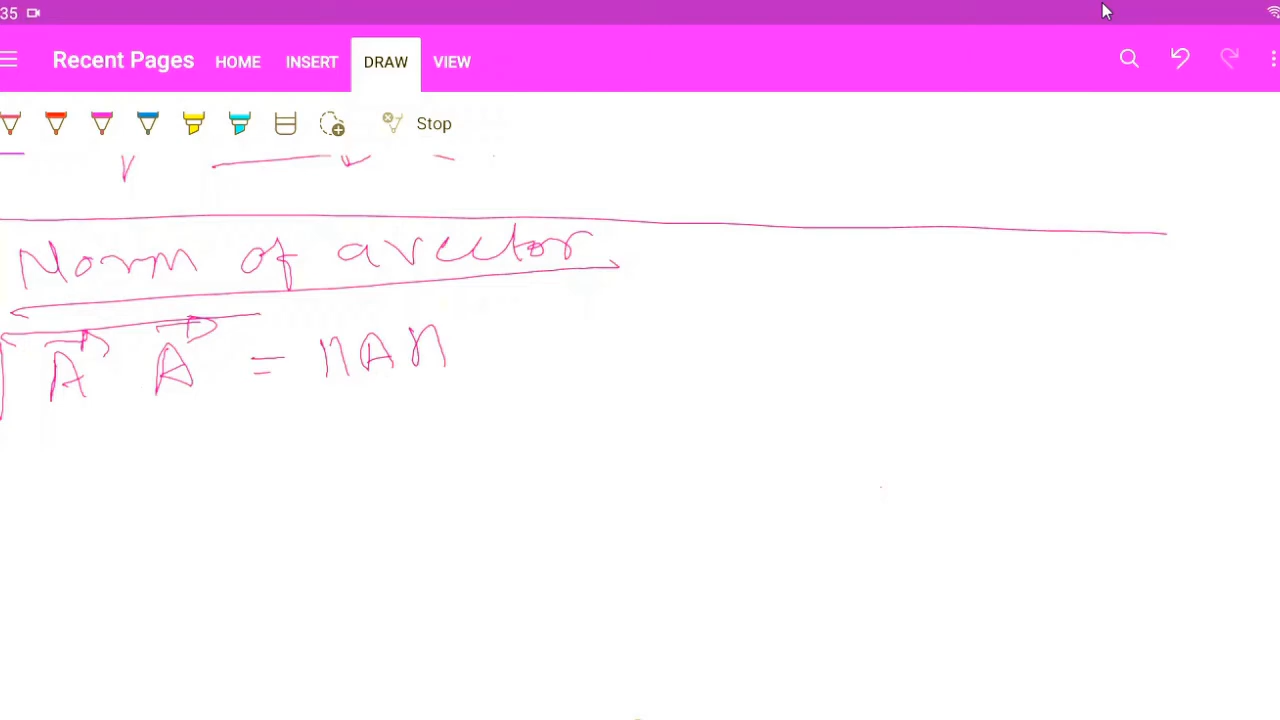 35
Recent Pages HOME INSERT DRAW VIEW
Stop
Norm of a vector
√A⃗ A⃗ = ||A||